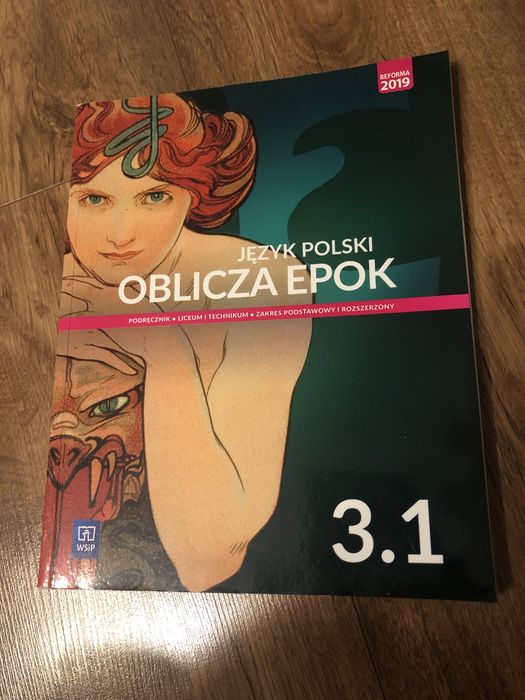 REFORMA
2019
JĘZYK POLSKI
OBLICZA EPOK
PODRĘCZNIK • LICEUM I TECHNIKUM • ZAKRES PODSTAWOWY I ROZSZERZONY
3.1
WSiP